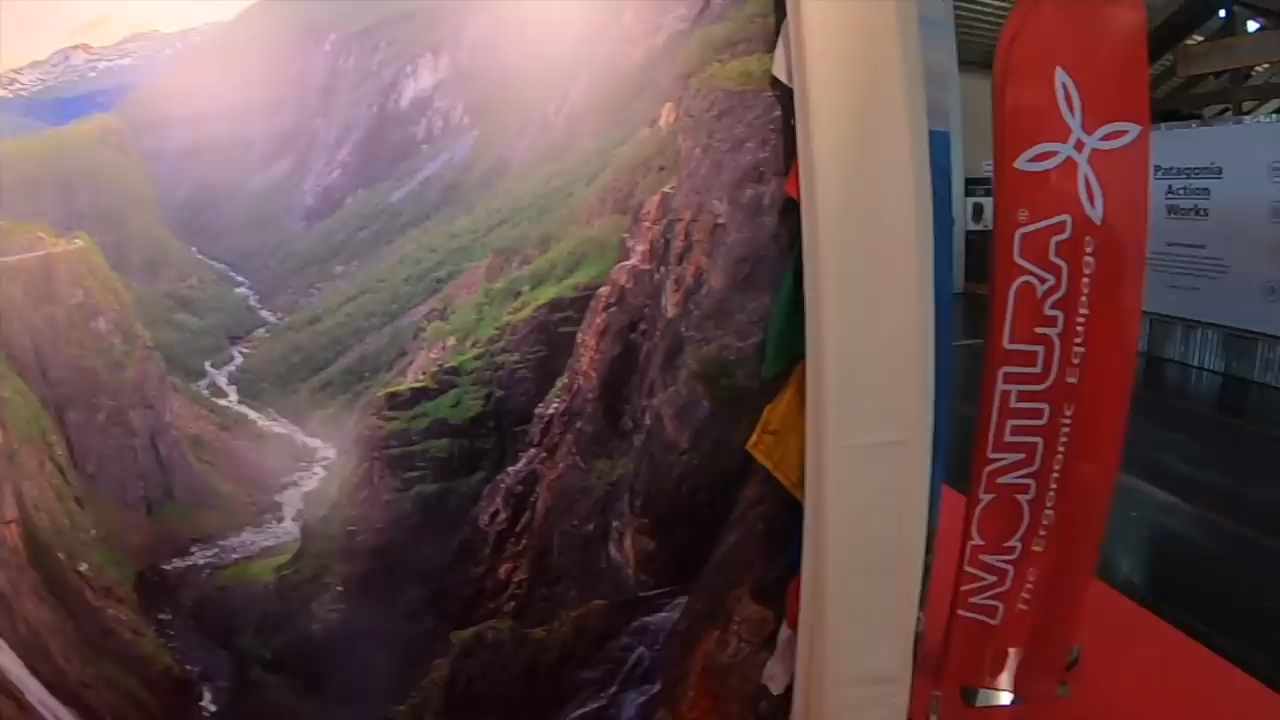 MONTURA®
The Ergonomic Equipage
Patagonia
Action
Works